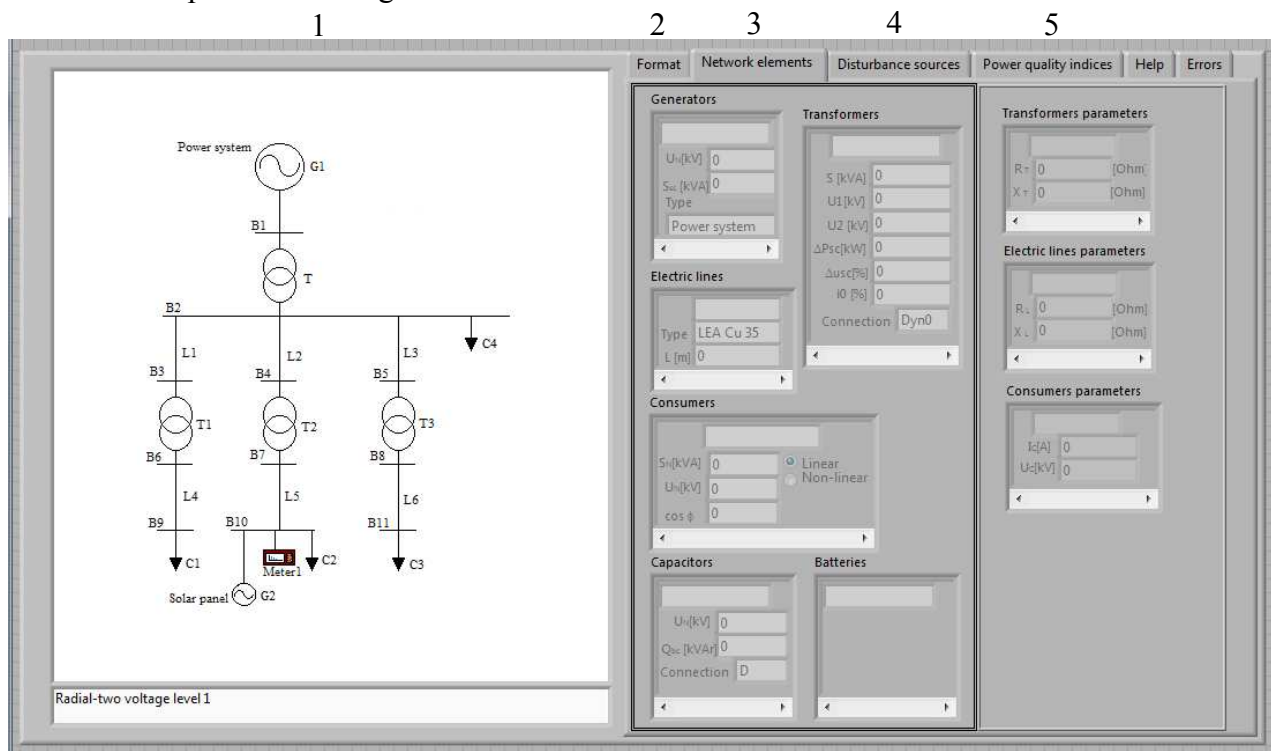 1 2 3 4 5
Format Network elements Disturbance sources Power quality indices Help Errors
Power system
G1
B1
T
B2
C4
L1 L2 L3
B3 B4 B5
T1 T2 T3
B6 B7 B8
L4 L5 L6
B9 B10 B11
C1 Meter1 C2 C3
Solar panel G2
Radial-two voltage level 1
Generators
UN[kV] 0
[kVA] 0
Type
Power system
Transformers
S [kVA] 0
U1[kV] 0
U2 [kV] 0
ΔPsc[kW] 0
Δusc[%] 0
i0 [%] 0
Connection Dyn0
Electric lines
Type LEA Cu 35
L [m] 0
Consumers
SN[kVA] 0
UN[kV] 0
cos ϕ 0
Linear
Non-linear
Capacitors
UN[kV] 0
Qsc [kVAr] 0
Connection D
Batteries
Transformers parameters
RT 0 [Ohm]
XT 0 [Ohm]
Electric lines parameters
RL 0 [Ohm]
XL 0 [Ohm]
Consumers parameters
Ic[A] 0
Uc[kV] 0